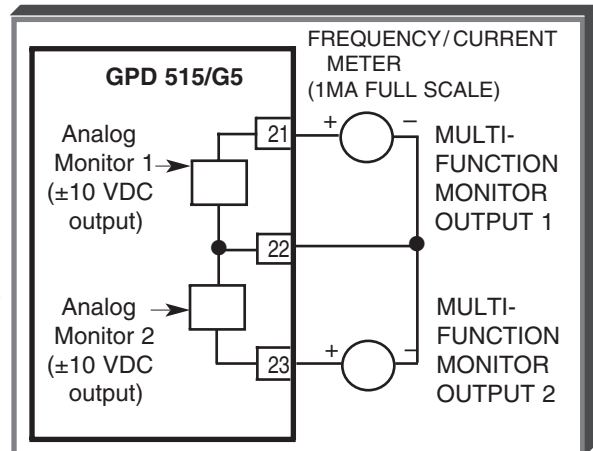 FREQUENCY/CURRENT
METER
(1MA FULL SCALE)
GPD 515/G5
Analog
Monitor 1
(±10 VDC
output)
21
+
–
MULTI-
FUNCTION
MONITOR
OUTPUT 1
22
Analog
Monitor 2
(±10 VDC
output)
23
+
–
MULTI-
FUNCTION
MONITOR
OUTPUT 2